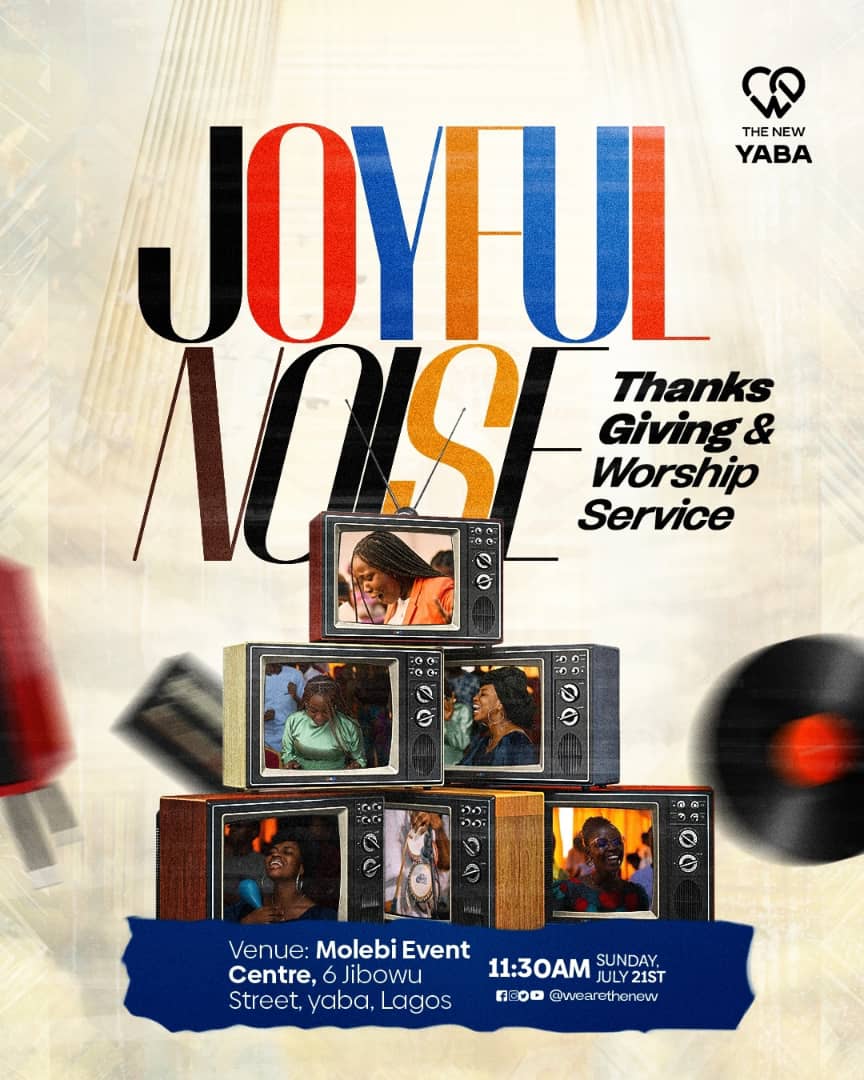 THE NEW
YABA
JOYFUL
NOISE
Thanks
Giving &
Worship
Service
Venue: Molebi Event
Centre, 6 Jibowu
Street, yaba, Lagos
11:30AM
SUNDAY,
JULY 21ST
@wearethenew